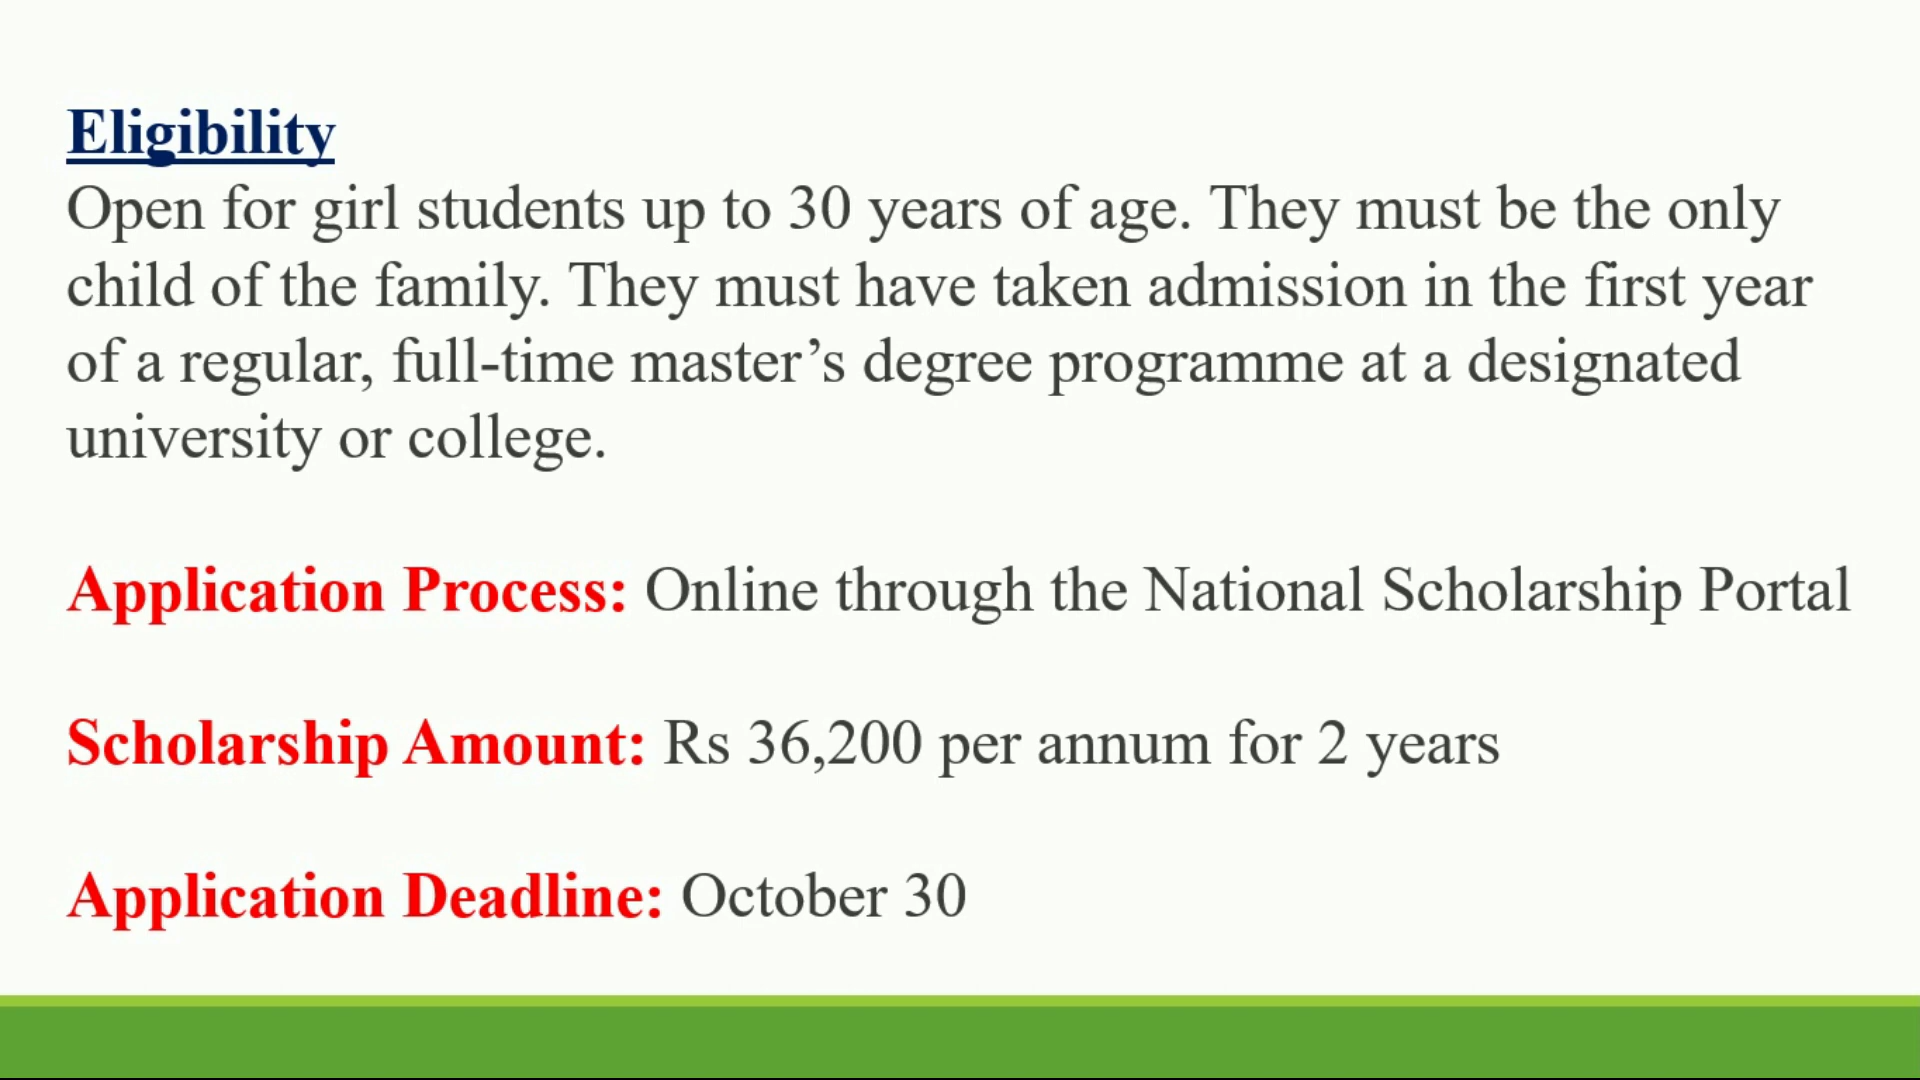 Eligibility
Open for girl students up to 30 years of age. They must be the only
child of the family. They must have taken admission in the first year
of a regular, full-time master’s degree programme at a designated
university or college.
Application Process: Online through the National Scholarship Portal
Scholarship Amount: Rs 36,200 per annum for 2 years
Application Deadline: October 30